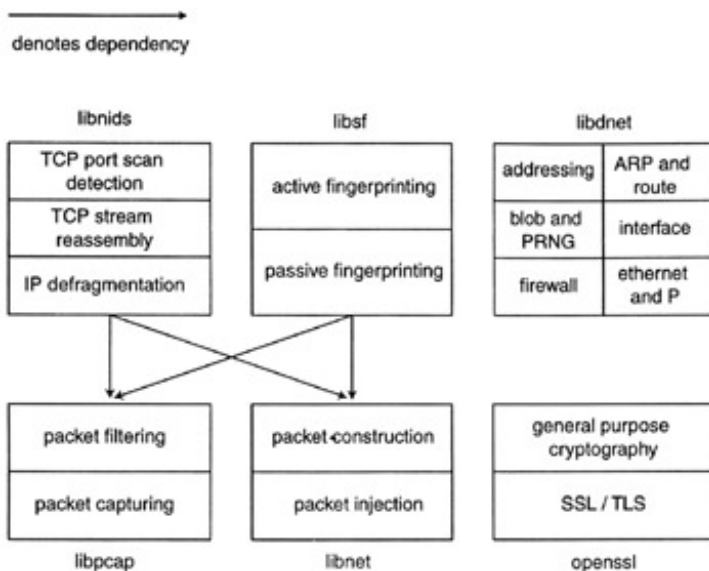 denotes dependency
libnids
libsf
libdnet
TCP port scan
detection
TCP stream
reassembly
IP defragmentation
active fingerprinting
passive fingerprinting
addressing
ARP and
route
blob and
PRNG
interface
firewall
ethernet
and P
packet filtering
packet capturing
libpcap
packet-construction
packet injection
libnet
general purpose
cryptography
SSL / TLS
openssl